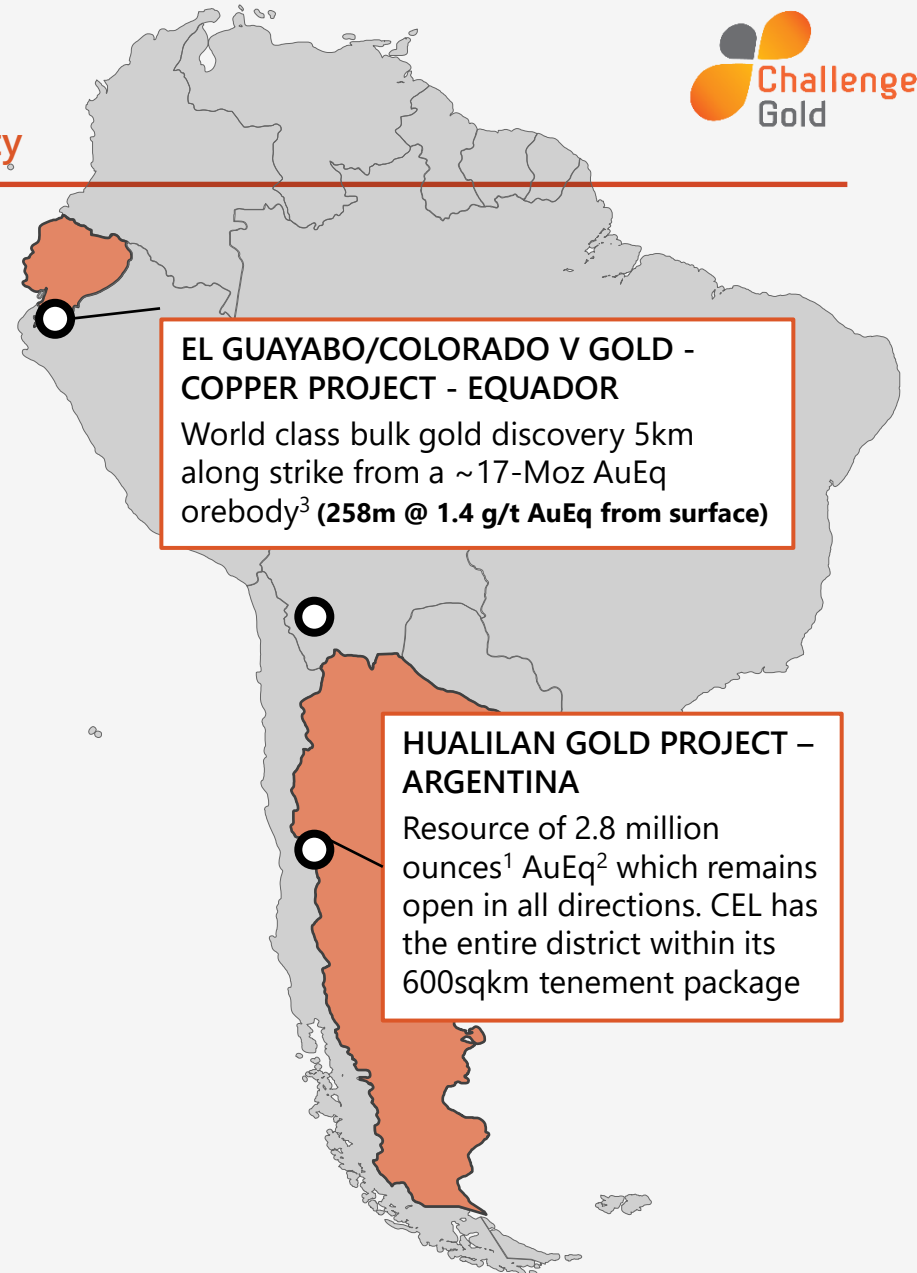 Challenger
Gold
EL GUAYABO/COLORADO V GOLD -
COPPER PROJECT - EQUADOR
World class bulk gold discovery 5km
along strike from a ~17-Moz AuEq
orebody³ (258m @ 1.4 g/t AuEq from surface)
HUALILAN GOLD PROJECT –
ARGENTINA
Resource of 2.8 million
ounces¹ AuEq² which remains
open in all directions. CEL has
the entire district within its
600sqkm tenement package